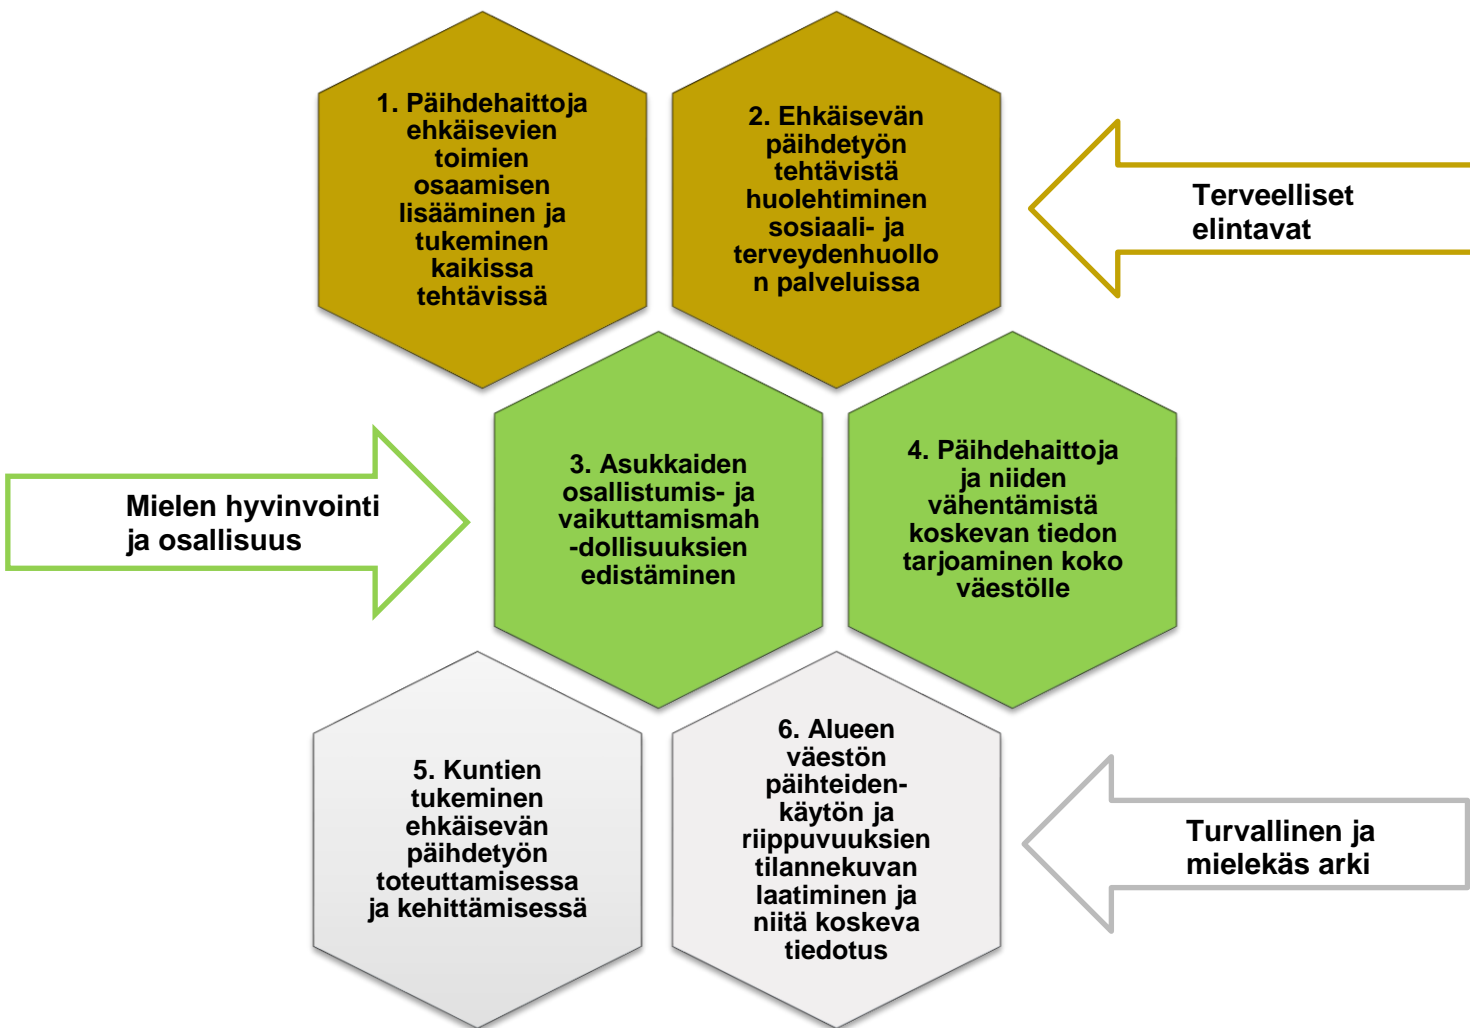 1. Päihdehaittoja
ehkäisevien
toimien
osaamisen
lisääminen ja
tukeminen
kaikissa
tehtävissä
2. Ehkäisevän
päihdetyön
tehtävistä
huolehtiminen
sosiaali- ja
terveydenhuollo
n palveluissa
Terveelliset
elintavat
Mielen hyvinvointi
ja osallisuus
3. Asukkaiden
osallistumis- ja
vaikuttamismah
-dollisuuksien
edistäminen
4. Päihdehaittoja
ja niiden
vähentämistä
koskevan tiedon
tarjoaminen koko
väestölle
5. Kuntien
tukeminen
ehkäisevän
päihdetyön
toteuttamisessa
ja kehittämisessä
6. Alueen
väestön
päihteiden-
käytön ja
riippuvuuksien
tilannekuvan
laatiminen ja
niitä koskeva
tiedotus
Turvallinen ja
mielekäs arki